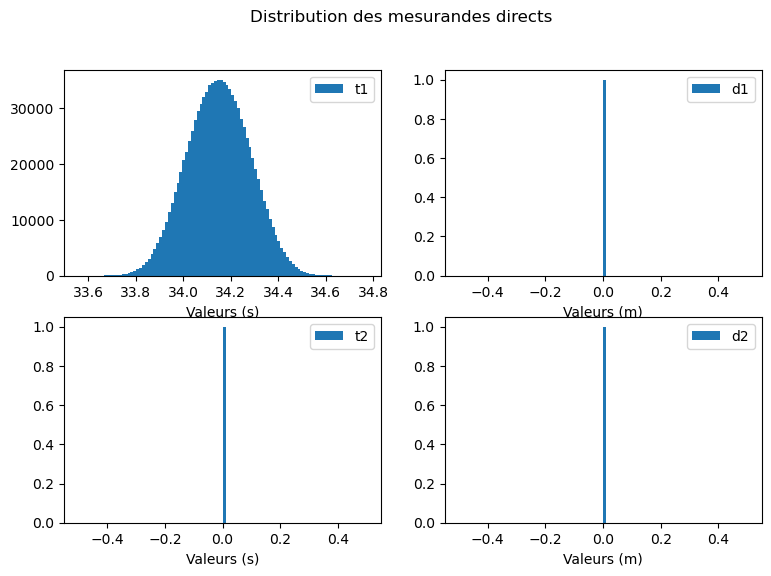 Distribution des mesurandes directs
t1
30000
20000
10000
0
33.6 33.8 34.0 34.2 34.4 34.6 34.8
Valeurs (s)
d1
1.0
0.8
0.6
0.4
0.2
0.0
−0.4 −0.2 0.0 0.2 0.4
Valeurs (m)
t2
1.0
0.8
0.6
0.4
0.2
0.0
−0.4 −0.2 0.0 0.2 0.4
Valeurs (s)
d2
1.0
0.8
0.6
0.4
0.2
0.0
−0.4 −0.2 0.0 0.2 0.4
Valeurs (m)